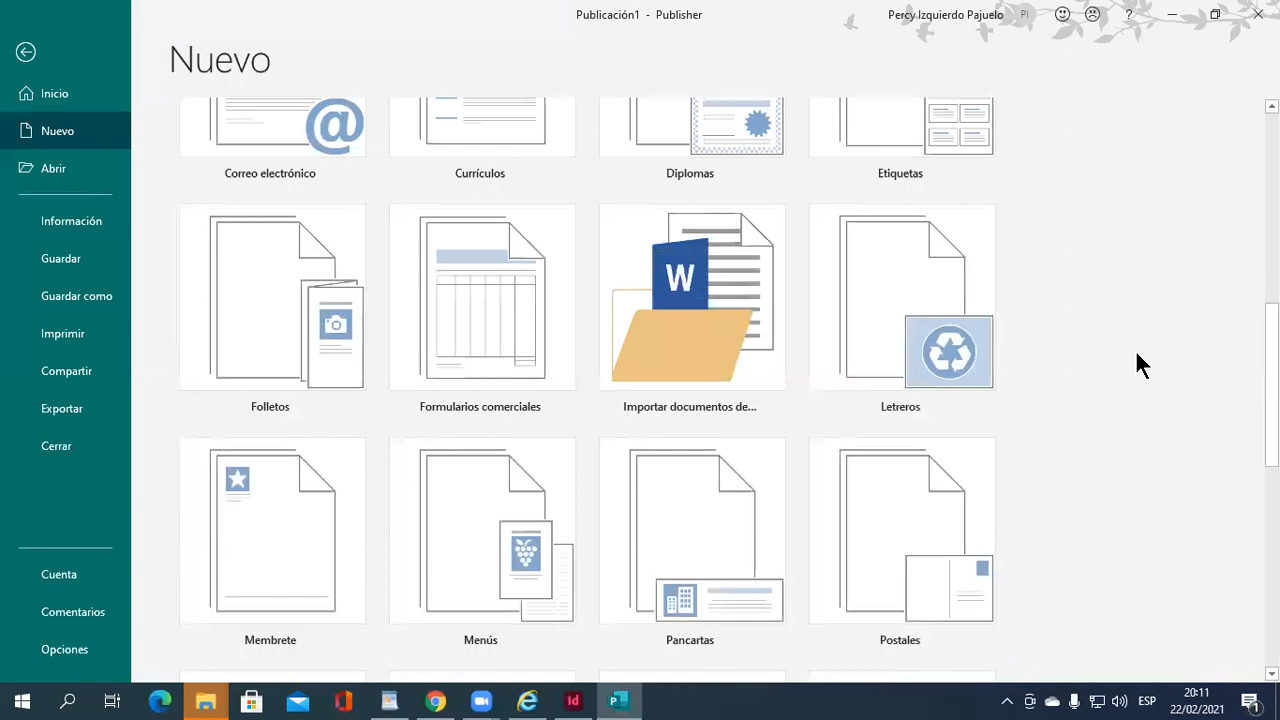 Publicación1 - Publisher
Percy Izquierdo Pajuelo PI ?
Nuevo
Inicio
Nuevo
Abrir
Información
Guardar
Guardar como
Imprimir
Compartir
Exportar
Cerrar
Cuenta
Comentarios
Opciones
@
Correo electrónico
Currículos
Diplomas
Etiquetas
W
Folletos
Formularios comerciales
Importar documentos de...
Letreros
Membrete
Menús
Pancartas
Postales
Id
P
ESP
20:11
22/02/2021
1